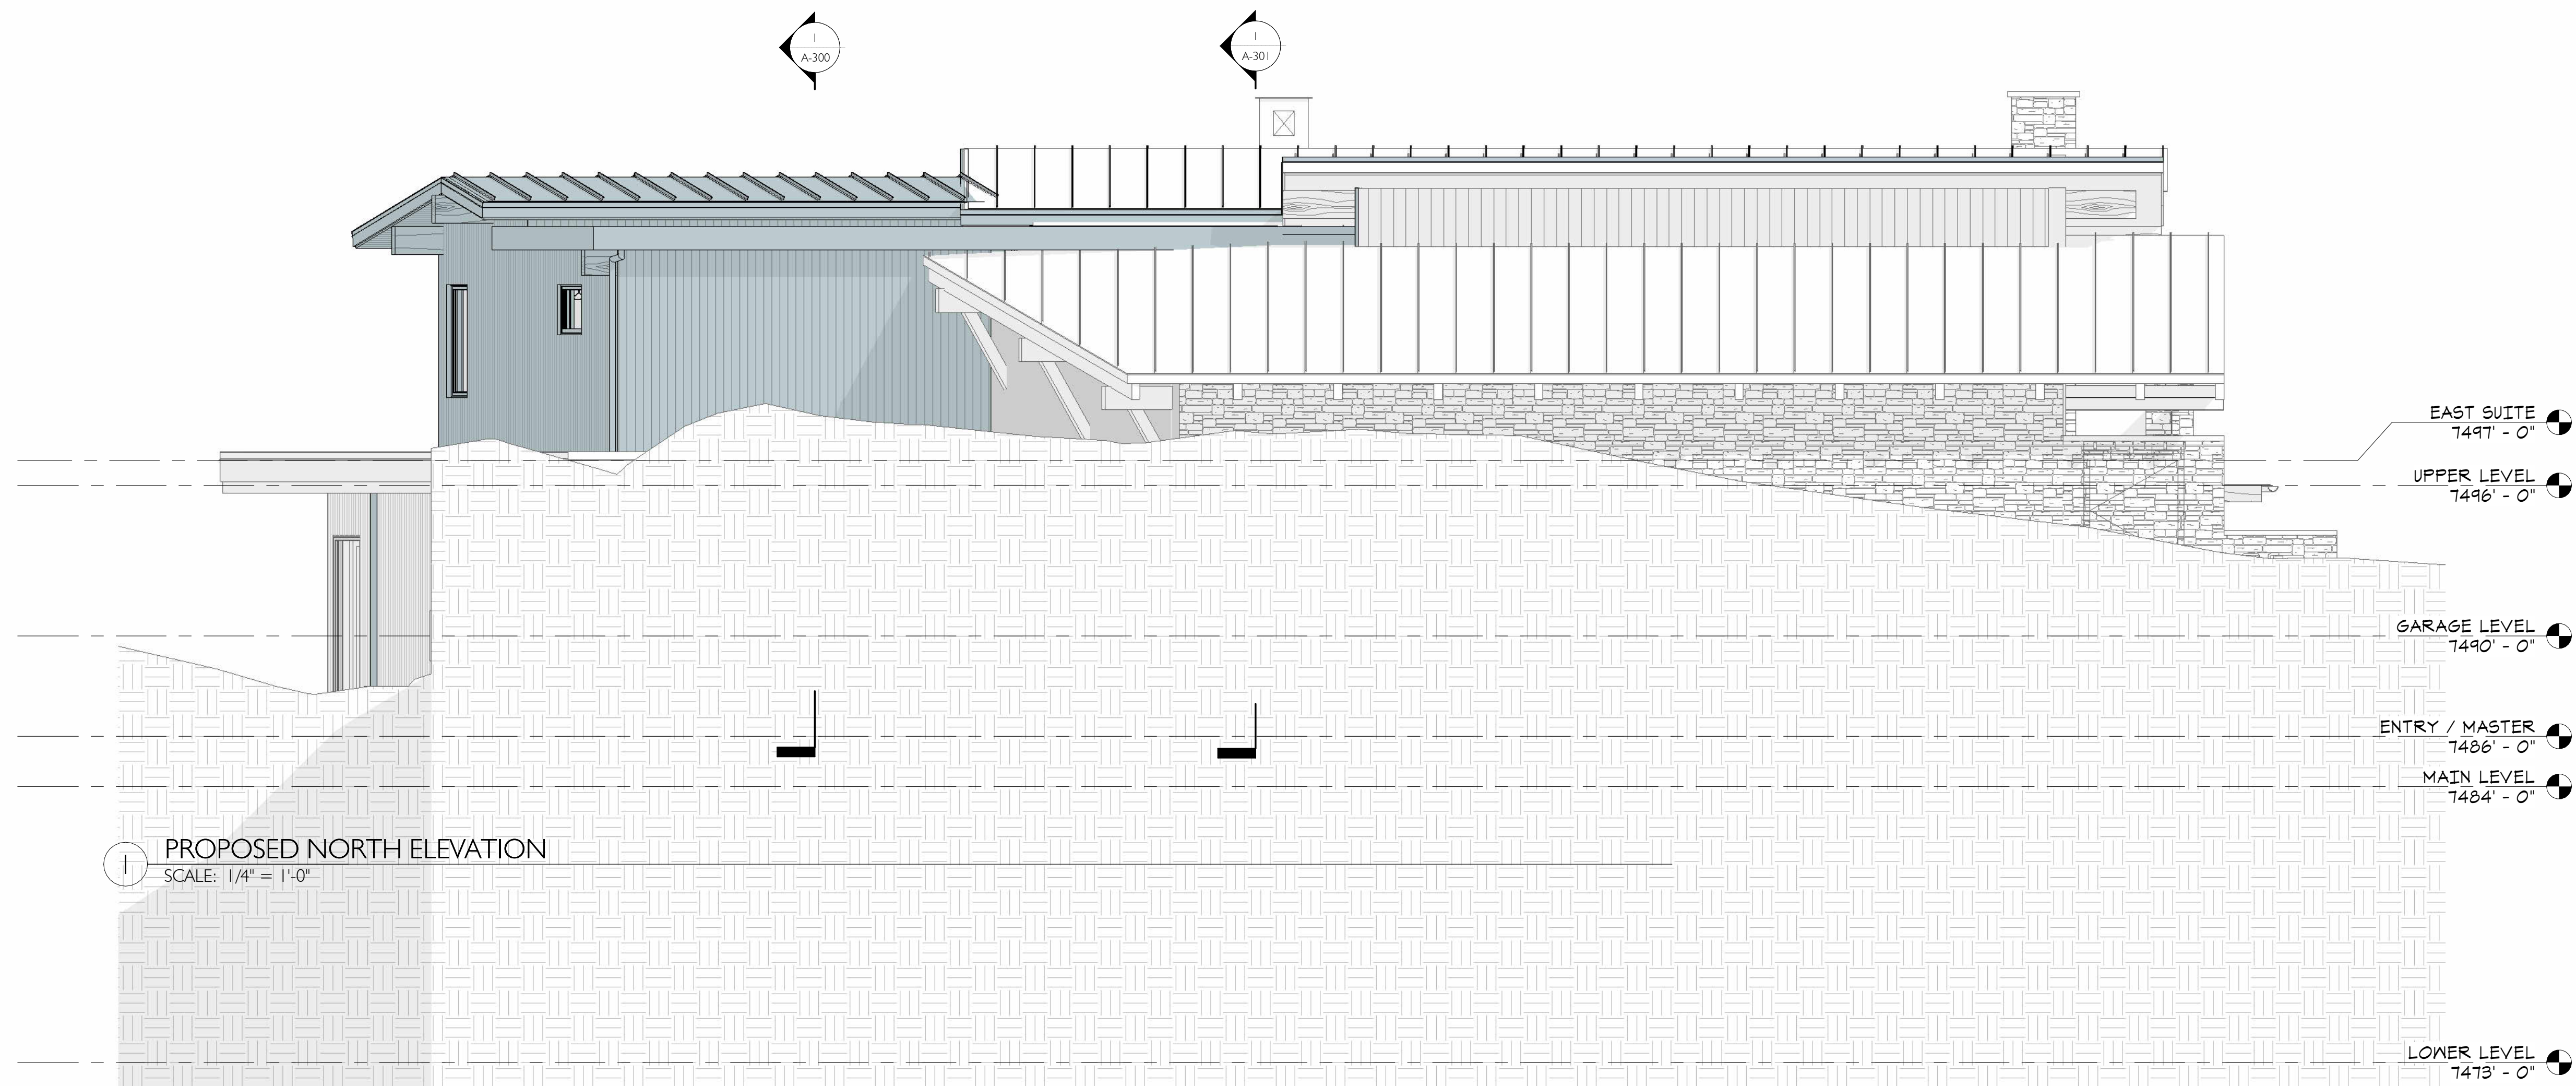 1
A-300
1
A-301
EAST SUITE
7497' - 0"
UPPER LEVEL
7496' - 0"
GARAGE LEVEL
7490' - 0"
ENTRY / MASTER
7486' - 0"
MAIN LEVEL
7484' - 0"
1
PROPOSED NORTH ELEVATION
SCALE: 1/4" = 1'-0"
LOWER LEVEL
7473' - 0"